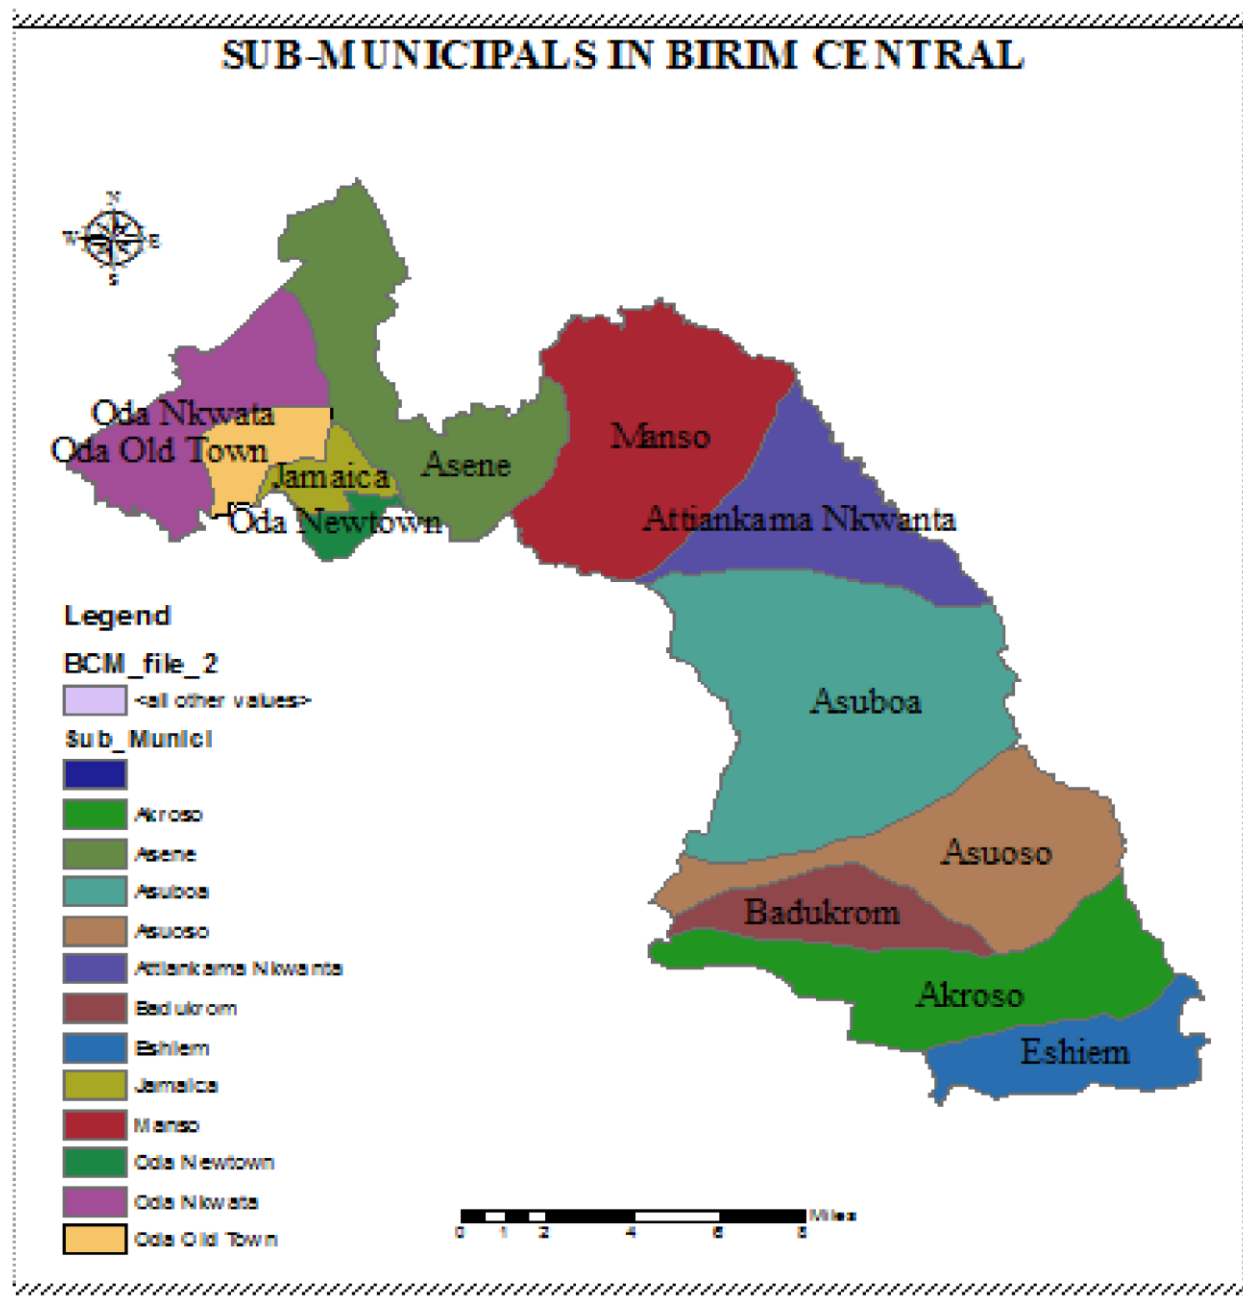 SUB-MUNICIPALS IN BIRIM CENTRAL
N
W E
S
Oda Nkwata
Oda Old Town
Jamaica
Oda Newtown
Asene
Manso
Attiankama Nkwanta
Asuboa
Asuoso
Badukrom
Akroso
Eshiem
Legend
BCM_file_2
<all other values>
Sub_Munici
Akroso
Asene
Asuboa
Asuoso
Attiankama Nkwanta
Badukrom
Eshiem
Jamaica
Manso
Oda Newtown
Oda Nkwata
Oda Old Town
Miles
0 1 2 4 6 8